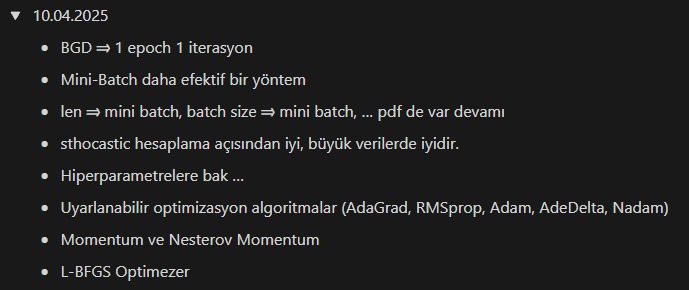 ▼ 10.04.2025
• BGD ⇒ 1 epoch 1 iterasyon
• Mini-Batch daha efektif bir yöntem
• len ⇒ mini batch, batch size ⇒ mini batch, ... pdf de var devamı
• sthocastic hesaplama açısından iyi, büyük verilerde iyidir.
• Hiperparametrelere bak ...
• Uyarlanabilir optimizasyon algoritmalar (AdaGrad, RMSprop, Adam, AdeDelta, Nadam)
• Momentum ve Nesterov Momentum
• L-BFGS Optimezer